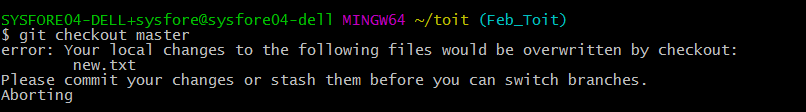 SYSFORE04-DELL+sysfore@sysfore04-dell MINGW64 ~/toit (Feb_Toit)
$ git checkout master
error: Your local changes to the following files would be overwritten by checkout:
        new.txt
Please commit your changes or stash them before you can switch branches.
Aborting